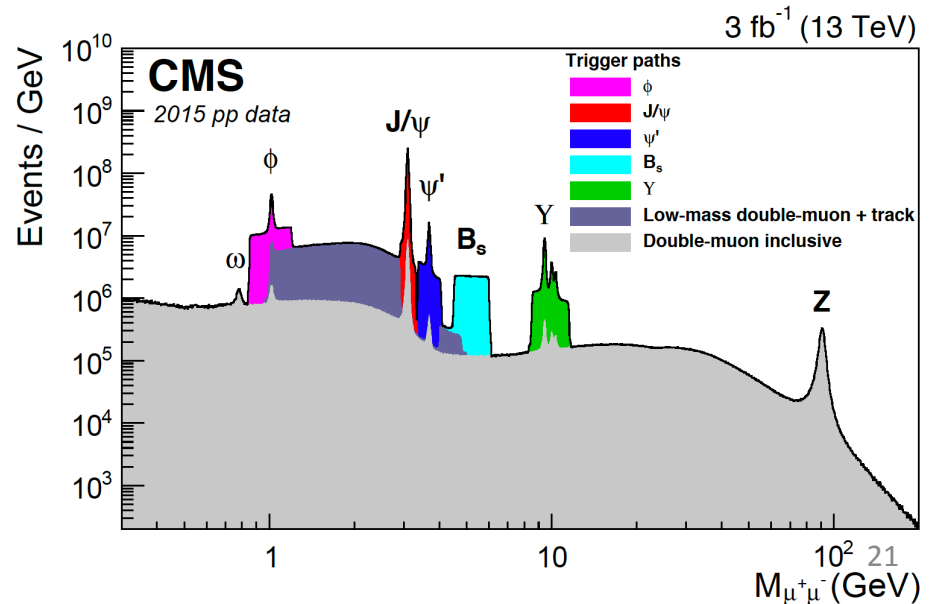 3 fb⁻¹ (13 TeV)
CMS
2015 pp data
Trigger paths
ϕ
J/ψ
ψ'
Bₛ
Υ
Low-mass double-muon + track
Double-muon inclusive
ω
ϕ
J/ψ
ψ'
Bₛ
Υ
Z
Events / GeV
10¹⁰
10⁹
10⁸
10⁷
10⁶
10⁵
10⁴
10³
1
10
10²
21
M_μ⁺μ⁻ (GeV)